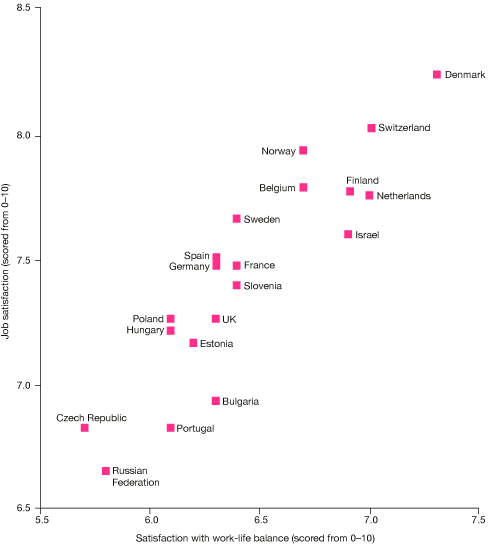 8.5
Denmark
8.0
Switzerland
Norway
Finland
Belgium
Netherlands
Sweden
Israel
Spain
7.5
Germany
France
Slovenia
Poland
UK
Hungary
Estonia
7.0
Bulgaria
Czech Republic
Portugal
Russian
Federation
6.5
5.5
6.0
6.5
7.0
7.5
Job satisfaction (scored from 0–10)
Satisfaction with work-life balance (scored from 0–10)